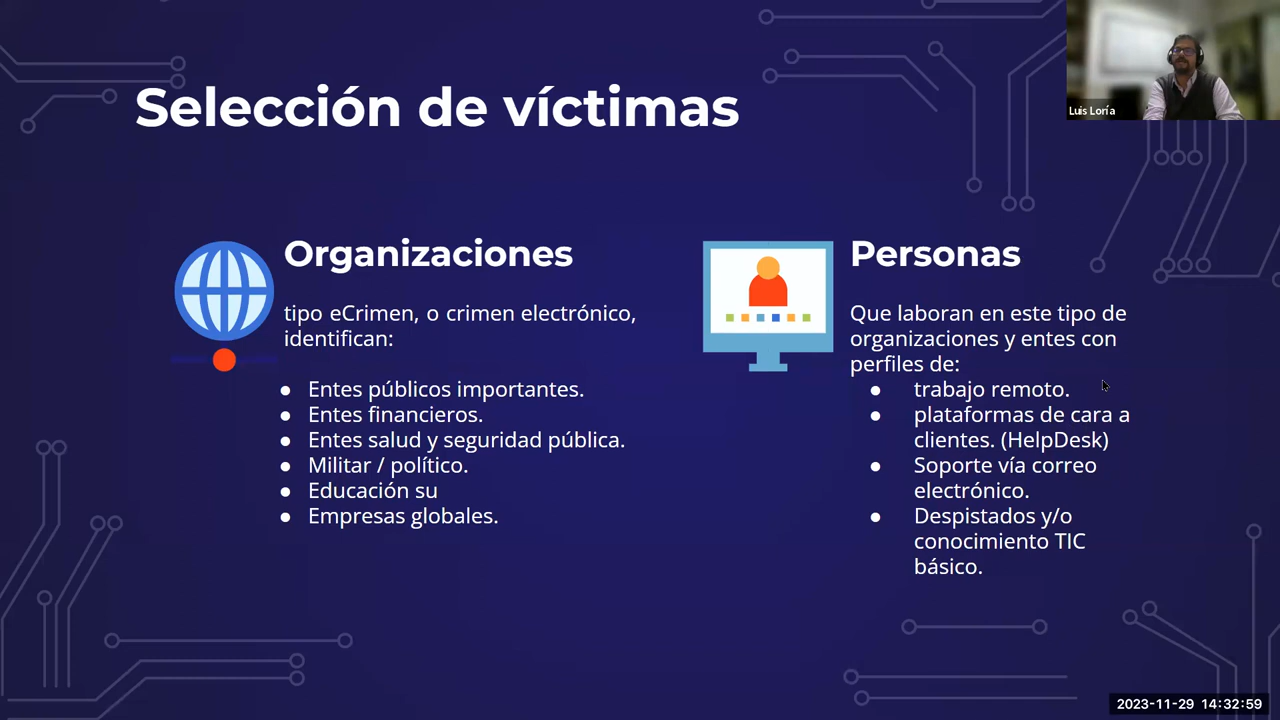 Luis Loría
Selección de víctimas
Organizaciones
tipo eCrimen, o crimen electrónico,
identifican:
● Entes públicos importantes.
● Entes financieros.
● Entes salud y seguridad pública.
● Militar / político.
● Educación su
● Empresas globales.
Personas
Que laboran en este tipo de
organizaciones y entes con
perfiles de:
● trabajo remoto.
● plataformas de cara a
clientes. (HelpDesk)
● Soporte vía correo
electrónico.
● Despistados y/o
conocimiento TIC
básico.
2023-11-29 14:32:59